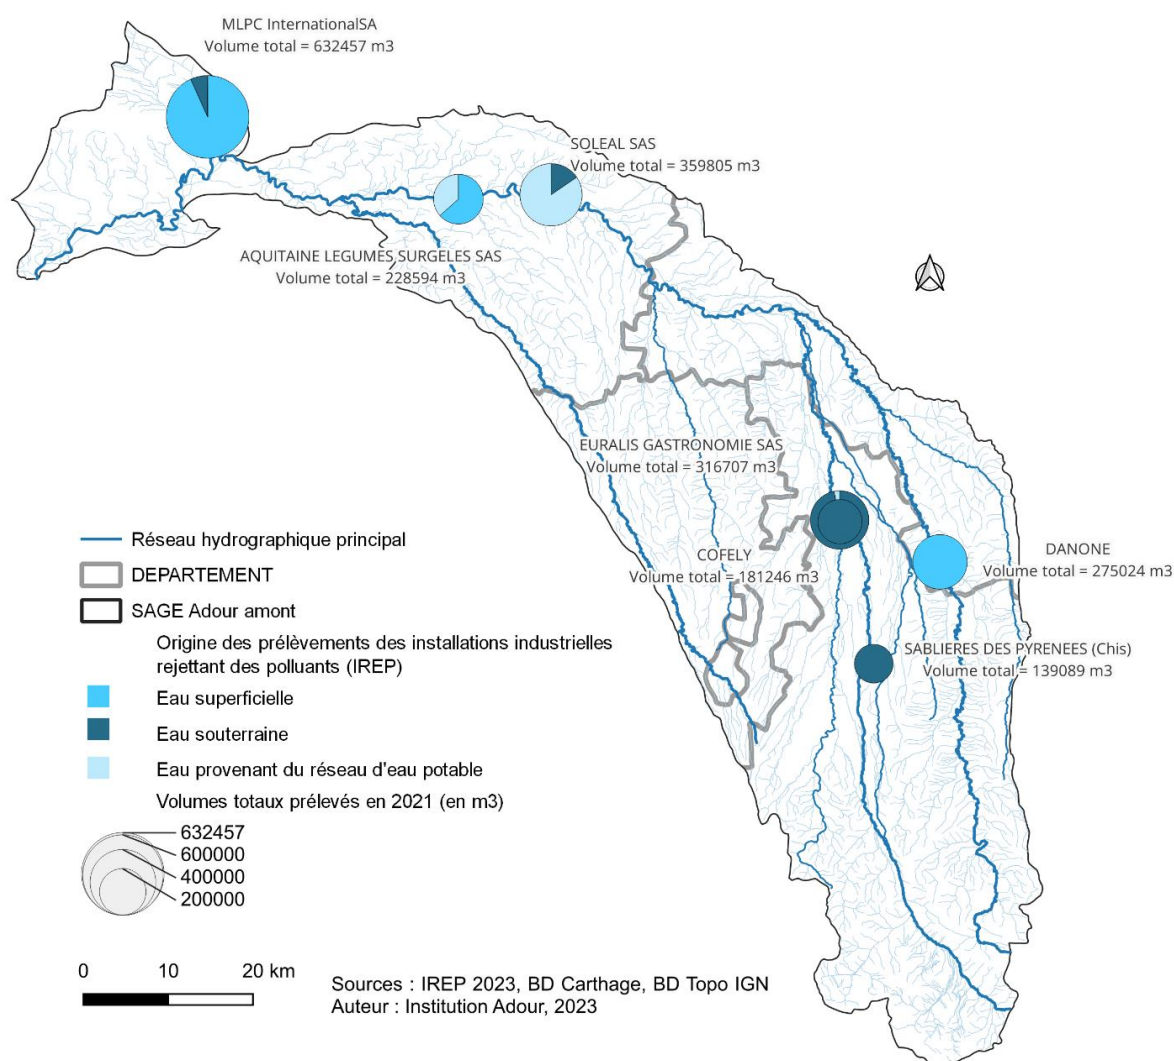 MLPC InternationalSA
Volume total = 632457 m3
SOLEAL SAS
Volume total = 359805 m3
AQUITAINE LEGUMES SURGELES SAS
Volume total = 228594 m3
EURALIS GASTRONOMIE SAS
Volume total = 316707 m3
COFELY
Volume total = 181246 m3
DANONE
Volume total = 275024 m3
SABLIERES DES PYRENEES (Chis)
Volume total = 139089 m3
Réseau hydrographique principal
DEPARTEMENT
SAGE Adour amont
Origine des prélèvements des installations industrielles
rejettant des polluants (IREP)
Eau superficielle
Eau souterraine
Eau provenant du réseau d'eau potable
Volumes totaux prélevés en 2021 (en m3)
632457
600000
400000
200000
0 10 20 km
Sources : IREP 2023, BD Carthage, BD Topo IGN
Auteur : Institution Adour, 2023